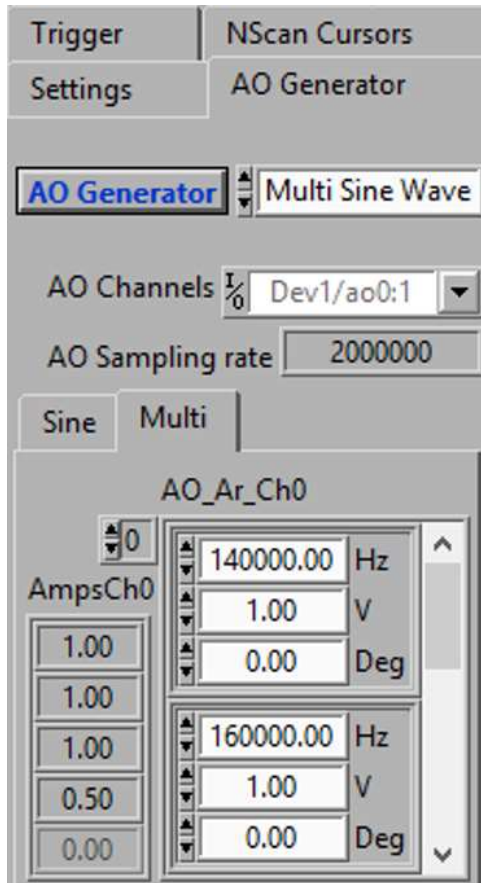 Trigger NScan Cursors
Settings AO Generator
AO Generator Multi Sine Wave
AO Channels I/O Dev1/ao0:1
AO Sampling rate 2000000
Sine Multi
AO_Ar_Ch0
0
140000.00 Hz
AmpsCh0
1.00 V
1.00
0.00 Deg
1.00
1.00
160000.00 Hz
0.50
1.00 V
0.00
0.00 Deg